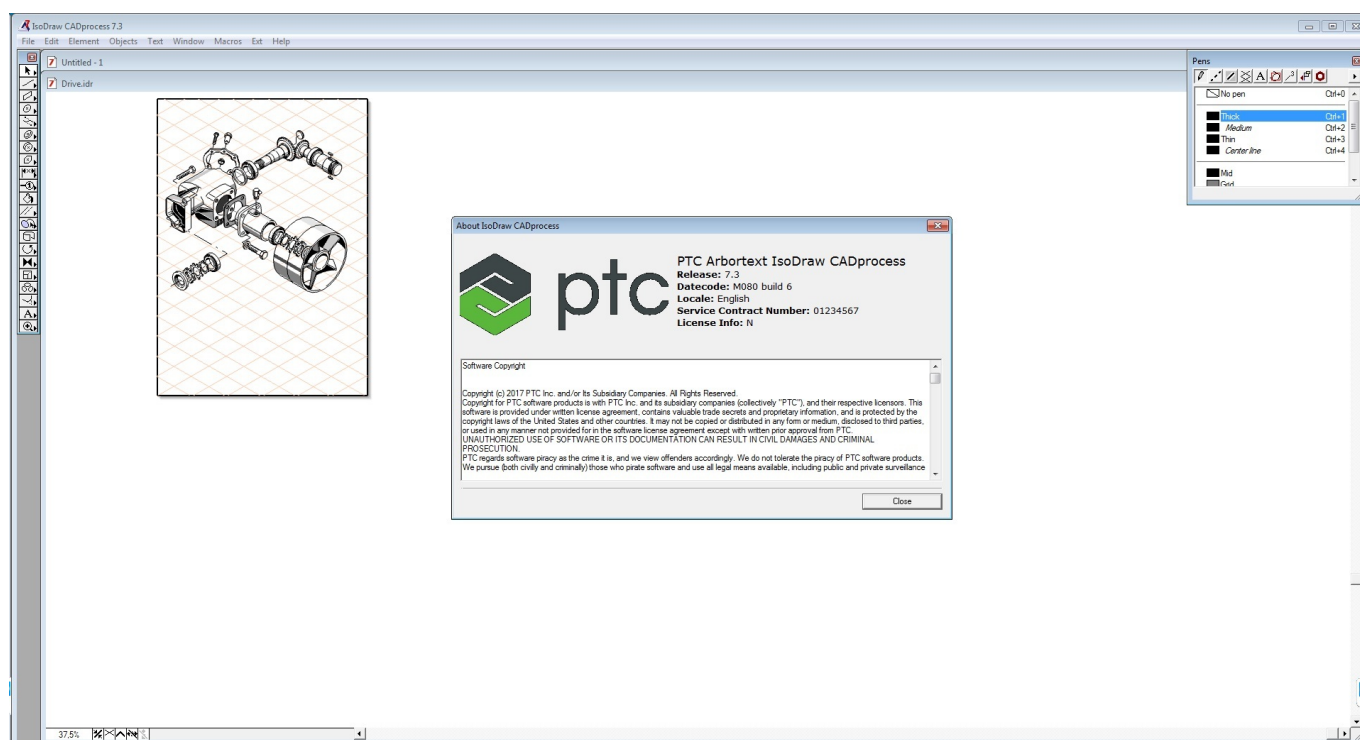 IsoDraw CADprocess 7.3
File Edit Element Objects Text Window Macros Ext Help
7 Untitled - 1
7 Drive.idr
Pens
No pen Ctrl+0
Thick Ctrl+1
Medium Ctrl+2
Thin Ctrl+3
Center line Ctrl+4
Mid
Grid
About IsoDraw CADprocess
ptc
PTC Arbortext IsoDraw CADprocess
Release: 7.3
Datecode: M080 build 6
Locale: English
Service Contract Number: 01234567
License Info: N
Software Copyright
Copyright (c) 2017 PTC Inc. and/or Its Subsidiary Companies. All Rights Reserved.
Copyright for PTC software products is with PTC Inc. and its subsidiary companies (collectively "PTC"), and their respective licensors. This
software is provided under written license agreement, contains valuable trade secrets and proprietary information, and is protected by the
copyright laws of the United States and other countries. It may not be copied or distributed in any form or medium, disclosed to third parties,
or used in any manner not provided for in the software license agreement except with written prior approval from PTC.
UNAUTHORIZED USE OF SOFTWARE OR ITS DOCUMENTATION CAN RESULT IN CIVIL DAMAGES AND CRIMINAL
PROSECUTION.
PTC regards software piracy as the crime it is, and we view offenders accordingly. We do not tolerate the piracy of PTC software products.
We pursue (both civilly and criminally) those who pirate software and use all legal means available, including public and private surveillance
Close
37.5%